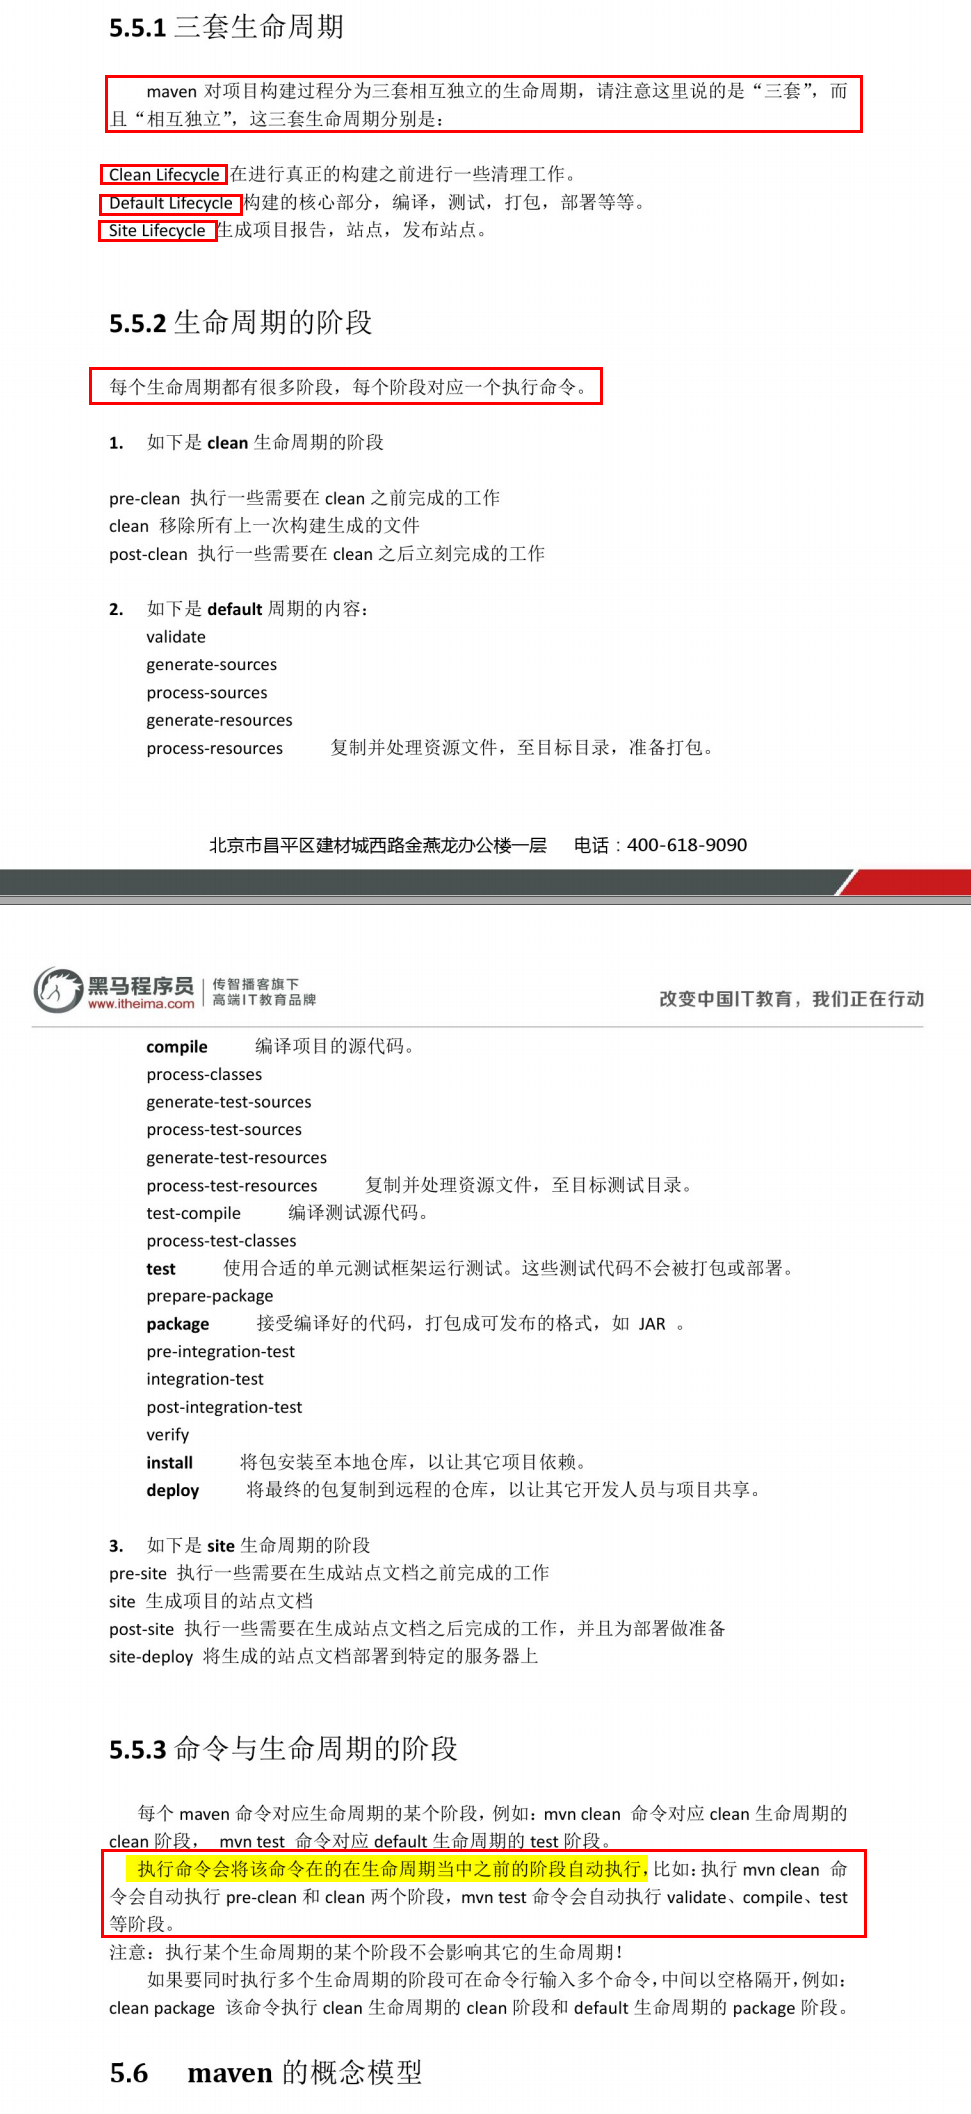 5.5.1 三套生命周期
maven 对项目构建过程分为三套相互独立的生命周期，请注意这里说的是“三套”，而
且“相互独立”，这三套生命周期分别是：
Clean Lifecycle 在进行真正的构建之前进行一些清理工作。
Default Lifecycle 构建的核心部分，编译，测试，打包，部署等等。
Site Lifecycle 生成项目报告，站点，发布站点。
5.5.2 生命周期的阶段
每个生命周期都有很多阶段，每个阶段对应一个执行命令。
1. 如下是 clean 生命周期的阶段
pre-clean 执行一些需要在 clean 之前完成的工作
clean 移除所有上一次构建生成的文件
post-clean 执行一些需要在 clean 之后立刻完成的工作
2. 如下是 default 周期的内容：
validate
generate-sources
process-sources
generate-resources
process-resources 复制并处理资源文件，至目标目录，准备打包。
北京市昌平区建材城西路金燕龙办公楼一层 电话：400-618-9090
黑马程序员 传智播客旗下
www.itheima.com 高端IT教育品牌
改变中国IT教育，我们正在行动
compile 编译项目的源代码。
process-classes
generate-test-sources
process-test-sources
generate-test-resources
process-test-resources 复制并处理资源文件，至目标测试目录。
test-compile 编译测试源代码。
process-test-classes
test 使用合适的单元测试框架运行测试。这些测试代码不会被打包或部署。
prepare-package
package 接受编译好的代码，打包成可发布的格式，如 JAR 。
pre-integration-test
integration-test
post-integration-test
verify
install 将包安装至本地仓库，以让其它项目依赖。
deploy 将最终的包复制到远程的仓库，以让其它开发人员与项目共享。
3. 如下是 site 生命周期的阶段
pre-site 执行一些需要在生成站点文档之前完成的工作
site 生成项目的站点文档
post-site 执行一些需要在生成站点文档之后完成的工作，并且为部署做准备
site-deploy 将生成的站点文档部署到特定的服务器上
5.5.3 命令与生命周期的阶段
每个 maven 命令对应生命周期的某个阶段，例如：mvn clean 命令对应 clean 生命周期的
clean 阶段， mvn test 命令对应 default 生命周期的 test 阶段。
执行命令会将该命令在的在生命周期当中之前的阶段自动执行，比如：执行 mvn clean 命
令会自动执行 pre-clean 和 clean 两个阶段，mvn test 命令会自动执行 validate、compile、test
等阶段。
注意：执行某个生命周期的某个阶段不会影响其它的生命周期！
如果要同时执行多个生命周期的阶段可在命令行输入多个命令，中间以空格隔开，例如：
clean package 该命令执行 clean 生命周期的 clean 阶段和 default 生命周期的 package 阶段。
5.6 maven 的概念模型